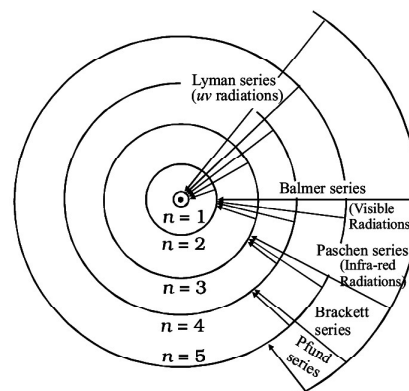 Lyman series
(uv radiations)
Balmer series
(Visible
Radiations
Paschen series
(Infra-red
Radiations)
Brackett
series
Pfund
series
n = 1
n = 2
n = 3
n = 4
n = 5